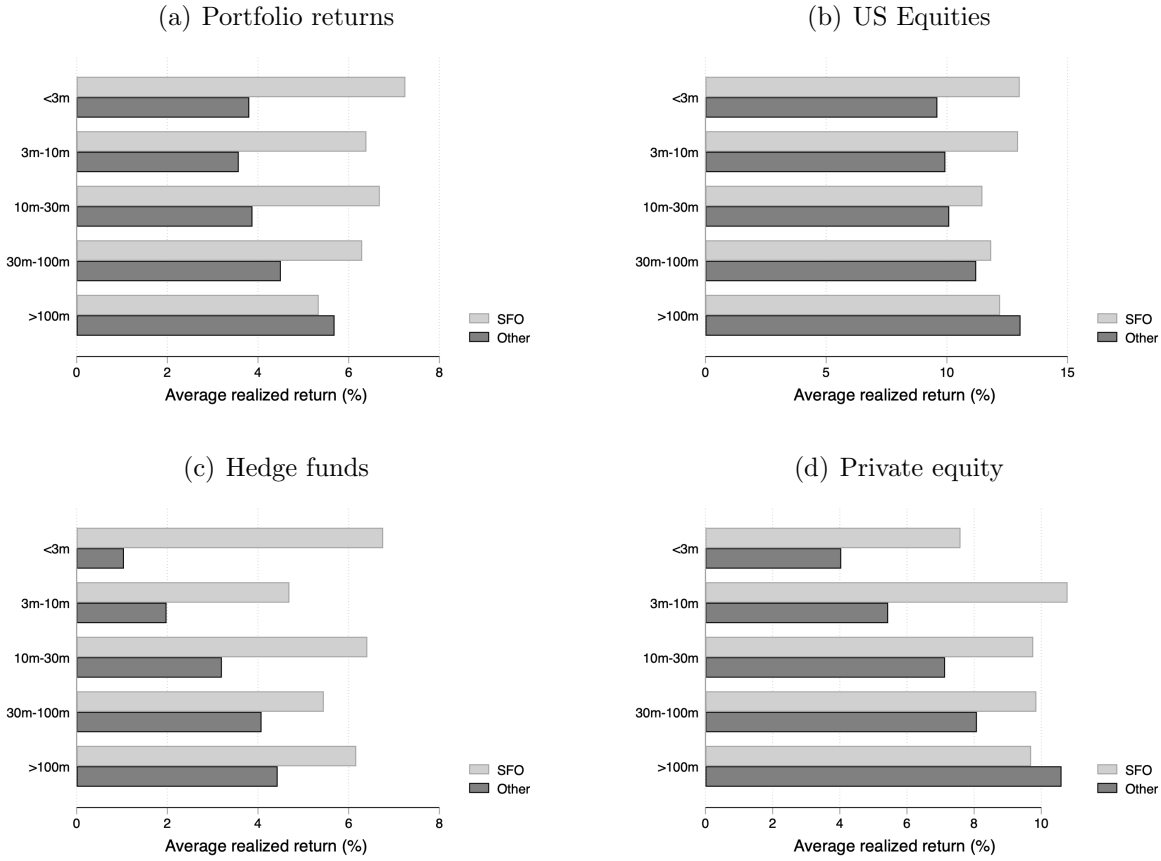 (a) Portfolio returns
<3m
3m-10m
10m-30m
30m-100m
>100m
SFO
Other
0 2 4 6 8
Average realized return (%)
(b) US Equities
<3m
3m-10m
10m-30m
30m-100m
>100m
SFO
Other
0 5 10 15
Average realized return (%)
(c) Hedge funds
<3m
3m-10m
10m-30m
30m-100m
>100m
SFO
Other
0 2 4 6 8
Average realized return (%)
(d) Private equity
<3m
3m-10m
10m-30m
30m-100m
>100m
SFO
Other
0 2 4 6 8 10
Average realized return (%)